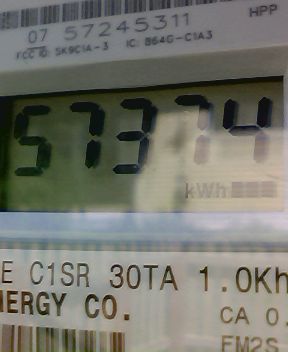 HPP
07 57245311
FCC ID: SK9C1A-3 IC: 864G-C1A3
57374
kWh
E C1SR 30TA 1.0Kh
NERGY CO.
CA 0.
FM2S